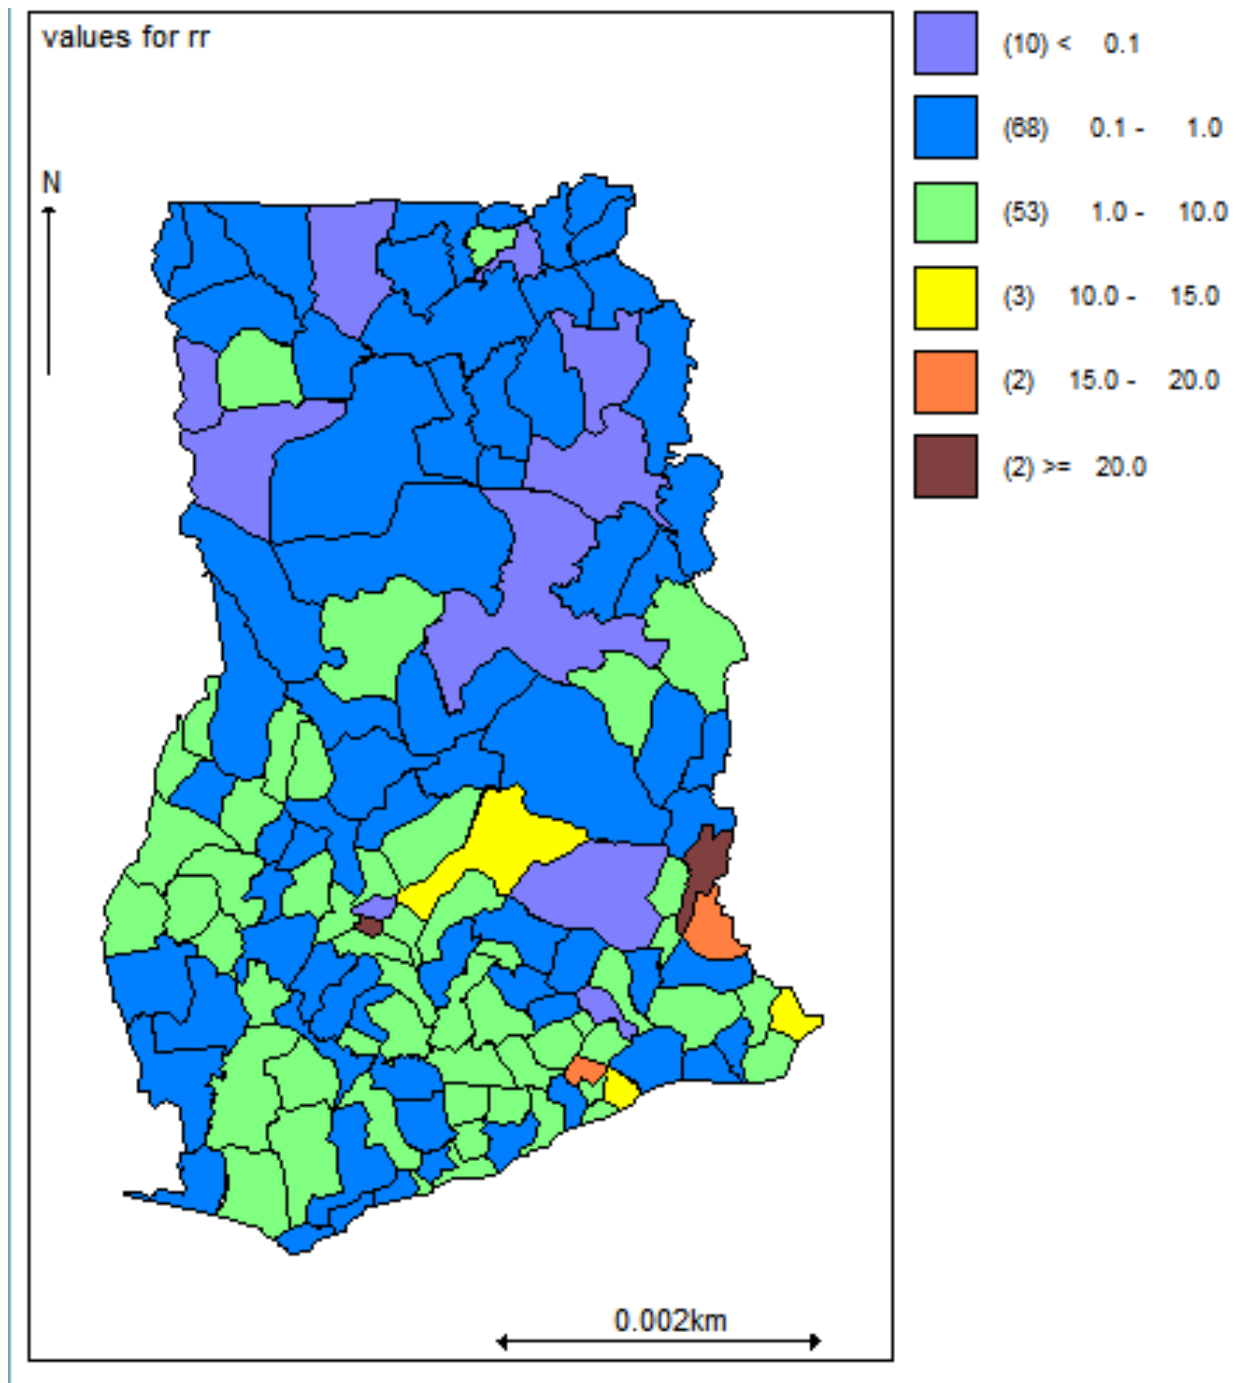 values for rr
N
(10) < 0.1
(68) 0.1 - 1.0
(53) 1.0 - 10.0
(3) 10.0 - 15.0
(2) 15.0 - 20.0
(2) >= 20.0
0.002km